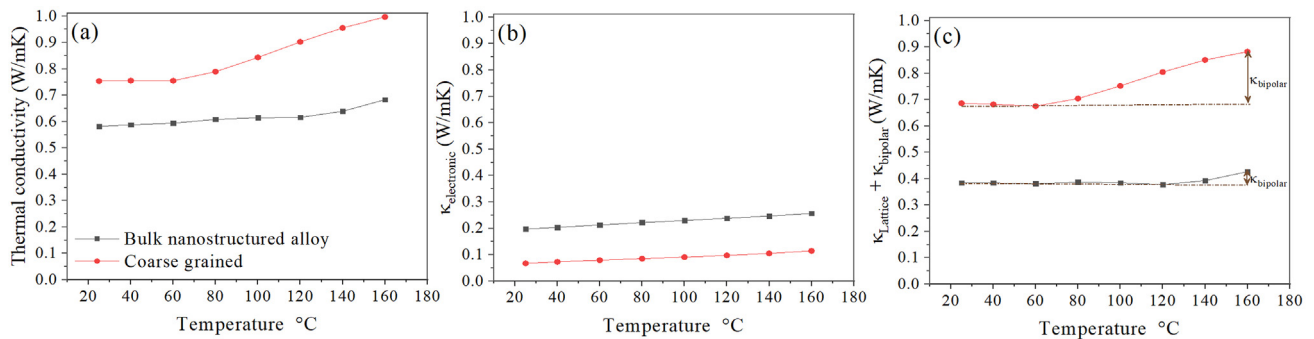 (a)
Thermal conductivity (W/mK)
1.0
0.9
0.8
0.7
0.6
0.5
0.4
0.3
0.2
0.1
0.0
Bulk nanostructured alloy
Coarse grained
20 40 60 80 100 120 140 160 180
Temperature °C
(b)
κelectronic (W/mK)
1.0
0.9
0.8
0.7
0.6
0.5
0.4
0.3
0.2
0.1
0.0
20 40 60 80 100 120 140 160 180
Temperature °C
(c)
κLattice + κbipolar (W/mK)
1.0
0.9
0.8
0.7
0.6
0.5
0.4
0.3
0.2
0.1
0.0
κbipolar
κbipolar
20 40 60 80 100 120 140 160 180
Temperature °C